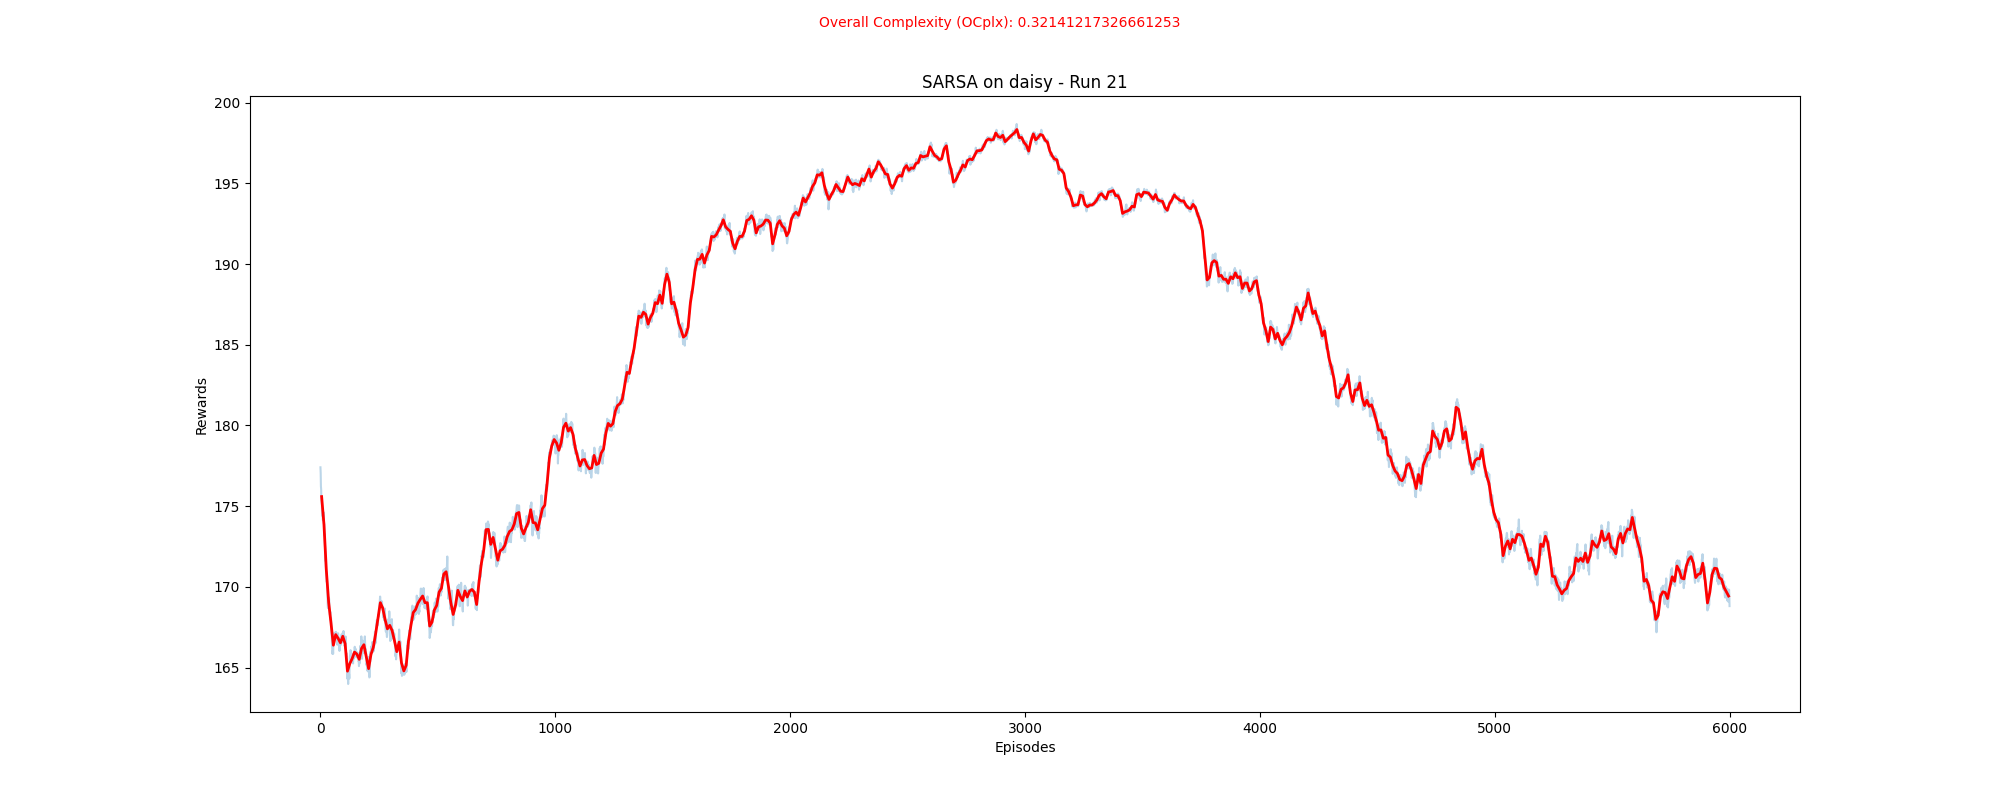 Overall Complexity (OCplx): 0.32141217326661253
SARSA on daisy - Run 21
200
195
190
185
180
175
170
165
Rewards
0 1000 2000 3000 4000 5000 6000
Episodes